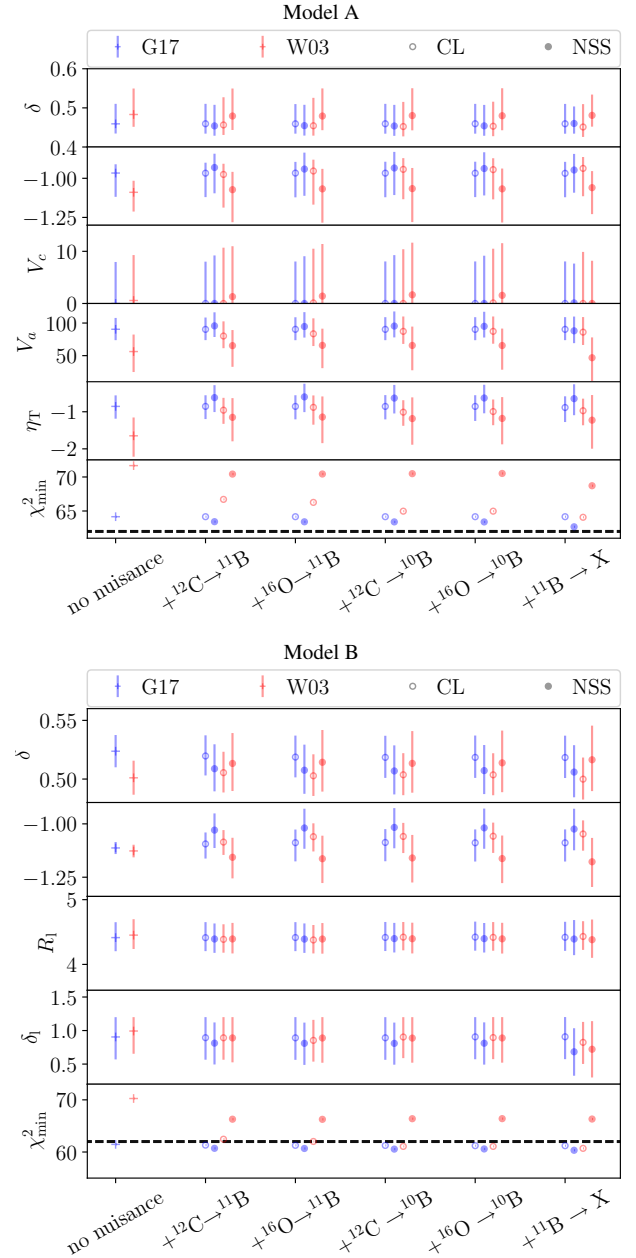 Model A
G17 W03 CL NSS
0.6
δ
0.5
0.4
−1.00
−1.25
V_c
10
0
V_a
100
50
η_T
−1
−2
χ²_min
70
65
no nuisance +¹²C→¹¹B +¹⁶O→¹¹B +¹²C→¹⁰B +¹⁶O→¹⁰B +¹¹B→X
Model B
G17 W03 CL NSS
0.55
δ
0.50
−1.00
−1.25
5
R_l
4
1.5
δ_l
1.0
0.5
χ²_min
70
60
no nuisance +¹²C→¹¹B +¹⁶O→¹¹B +¹²C→¹⁰B +¹⁶O→¹⁰B +¹¹B→X